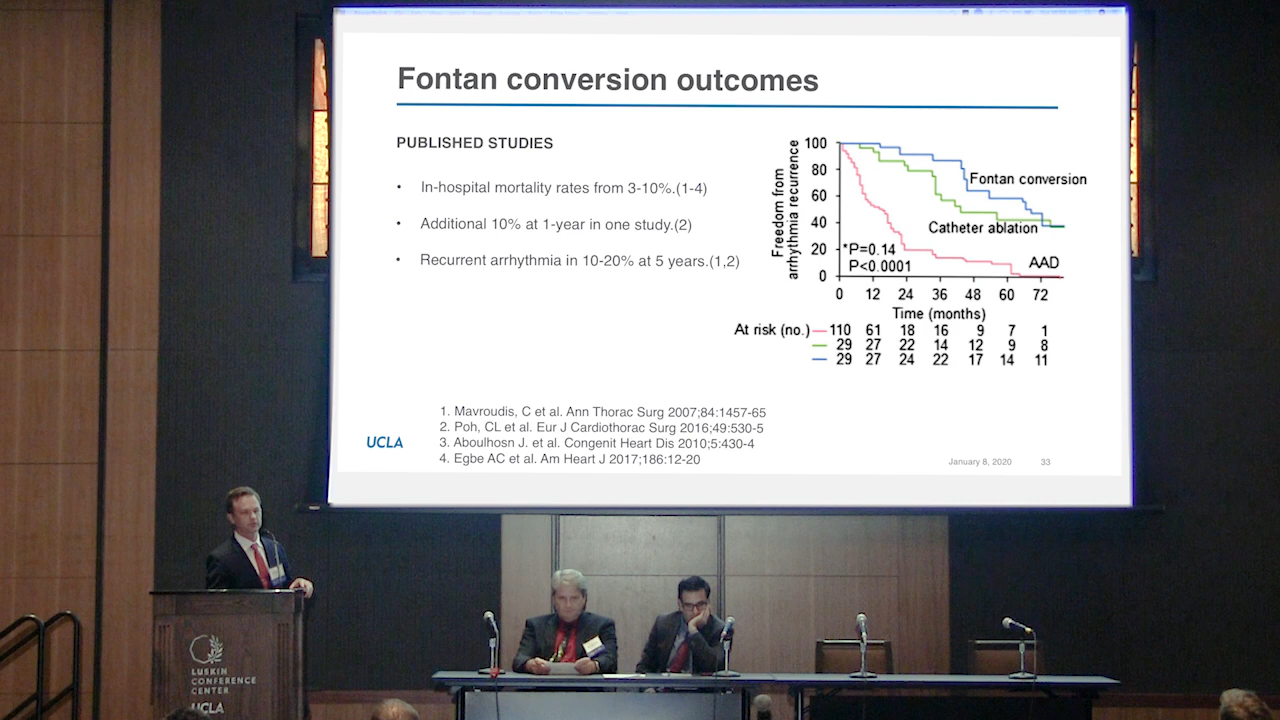 Fontan conversion outcomes
PUBLISHED STUDIES
• In-hospital mortality rates from 3-10%.(1-4)
• Additional 10% at 1-year in one study.(2)
• Recurrent arrhythmia in 10-20% at 5 years.(1,2)
Freedom from
arrhythmia recurrence
100
80
60
40
20
0
Fontan conversion
Catheter ablation
AAD
*P=0.14
P<0.0001
0 12 24 36 48 60 72
Time (months)
At risk (no.) 110 61 18 16 9 7 1
29 27 22 14 12 9 8
29 27 24 22 17 14 11
1. Mavroudis, C et al. Ann Thorac Surg 2007;84:1457-65
2. Poh, CL et al. Eur J Cardiothorac Surg 2016;49:530-5
3. Aboulhosn J. et al. Congenit Heart Dis 2010;5:430-4
4. Egbe AC et al. Am Heart J 2017;186:12-20
UCLA
January 8, 2020 33
LUSKIN
CONFERENCE
CENTER
UCLA